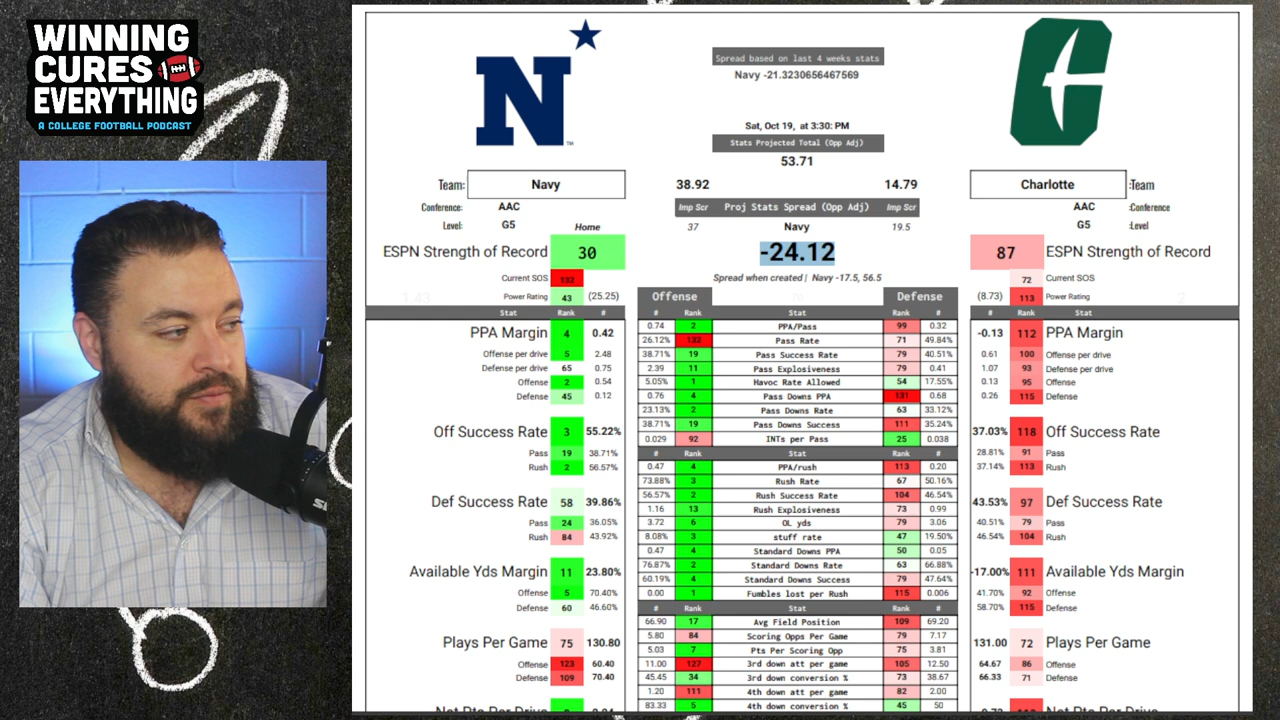 WINNING
CURES
EVERYTHING
A COLLEGE FOOTBALL PODCAST
N
TM
Spread based on last 4 weeks stats
Navy -21.3230656467569
Sat, Oct 19, at 3:30: PM
Stats Projected Total (Opp Adj)
53.71
Team: Navy 38.92 14.79 Charlotte :Team
Conference: AAC Imp Scr Proj Stats Spread (Opp Adj) Imp Scr AAC :Conference
Level: G5 Home 37 Navy 19.5 G5 :Level
ESPN Strength of Record 30 -24.12 87 ESPN Strength of Record
Current SOS 132 Spread when created | Navy -17.5, 56.5 72 Current SOS
Power Rating 43 (25.25) Offense Defense (8.73) 113 Power Rating
Stat Rank # # Rank Stat Rank # # Rank Stat
PPA Margin 4 0.42 -0.13 112 PPA Margin
Offense per drive 5 2.48 0.61 100 Offense per drive
Defense per drive 65 0.75 1.07 93 Defense per drive
Offense 2 0.54 0.13 95 Offense
Defense 45 0.12 0.26 115 Defense
Off Success Rate 3 55.22% 37.03% 118 Off Success Rate
Pass 19 38.71% 28.81% 91 Pass
Rush 2 56.57% 37.14% 113 Rush
Def Success Rate 58 39.86% 43.53% 97 Def Success Rate
Pass 24 36.05% 40.51% 79 Pass
Rush 84 43.92% 46.54% 104 Rush
Available Yds Margin 11 23.80% -17.00% 111 Available Yds Margin
Offense 5 70.40% 41.70% 92 Offense
Defense 60 46.60% 58.70% 115 Defense
Plays Per Game 75 130.80 131.00 72 Plays Per Game
Offense 123 60.40 64.67 86 Offense
Defense 109 70.40 66.33 71 Defense
0.74 2 PPA/Pass 99 0.32
26.12% 132 Pass Rate 71 49.84%
38.71% 19 Pass Success Rate 79 40.51%
2.39 11 Pass Explosiveness 79 0.41
5.05% 1 Havoc Rate Allowed 54 17.55%
0.76 4 Pass Downs PPA 131 0.68
23.13% 2 Pass Downs Rate 63 33.12%
38.71% 19 Pass Downs Success 111 35.24%
0.029 92 INTs per Pass 25 0.038
# Rank Stat Rank #
0.47 4 PPA/rush 113 0.20
73.88% 3 Rush Rate 67 50.16%
56.57% 2 Rush Success Rate 104 46.54%
1.16 13 Rush Explosiveness 73 0.99
3.72 6 OL yds 79 3.06
8.08% 3 stuff rate 47 19.50%
0.47 4 Standard Downs PPA 50 0.05
76.87% 2 Standard Downs Rate 63 66.88%
60.19% 4 Standard Downs Success 79 47.64%
0.00 1 Fumbles lost per Rush 115 0.006
# Rank Stat Rank #
66.90 17 Avg Field Position 109 69.20
5.80 84 Scoring Opps Per Game 79 7.17
5.03 7 Pts Per Scoring Opp 75 3.81
11.00 127 3rd down att per game 105 12.50
45.45 34 3rd down conversion % 73 38.67
1.20 111 4th down att per game 82 2.00
83.33 5 4th down conversion % 45 50